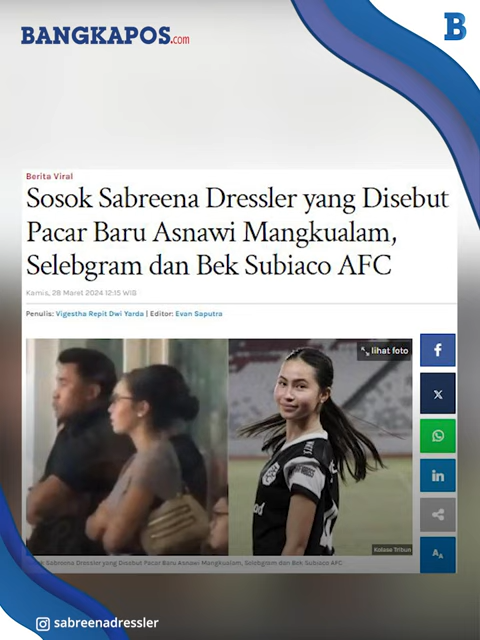 BANGKAPOS.com
B
Berita Viral
Sosok Sabreena Dressler yang Disebut
Pacar Baru Asnawi Mangkualam,
Selebgram dan Bek Subiaco AFC
Kamis, 28 Maret 2024 12:15 WIB
Penulis: Vigestha Repit Dwi Yarda | Editor: Evan Saputra
lihat foto
Kolase Tribun
Sabreena Dressler yang Disebut Pacar Baru Asnawi Mangkualam, Selebgram dan Bek Subiaco AFC
AA
sabreenadressler